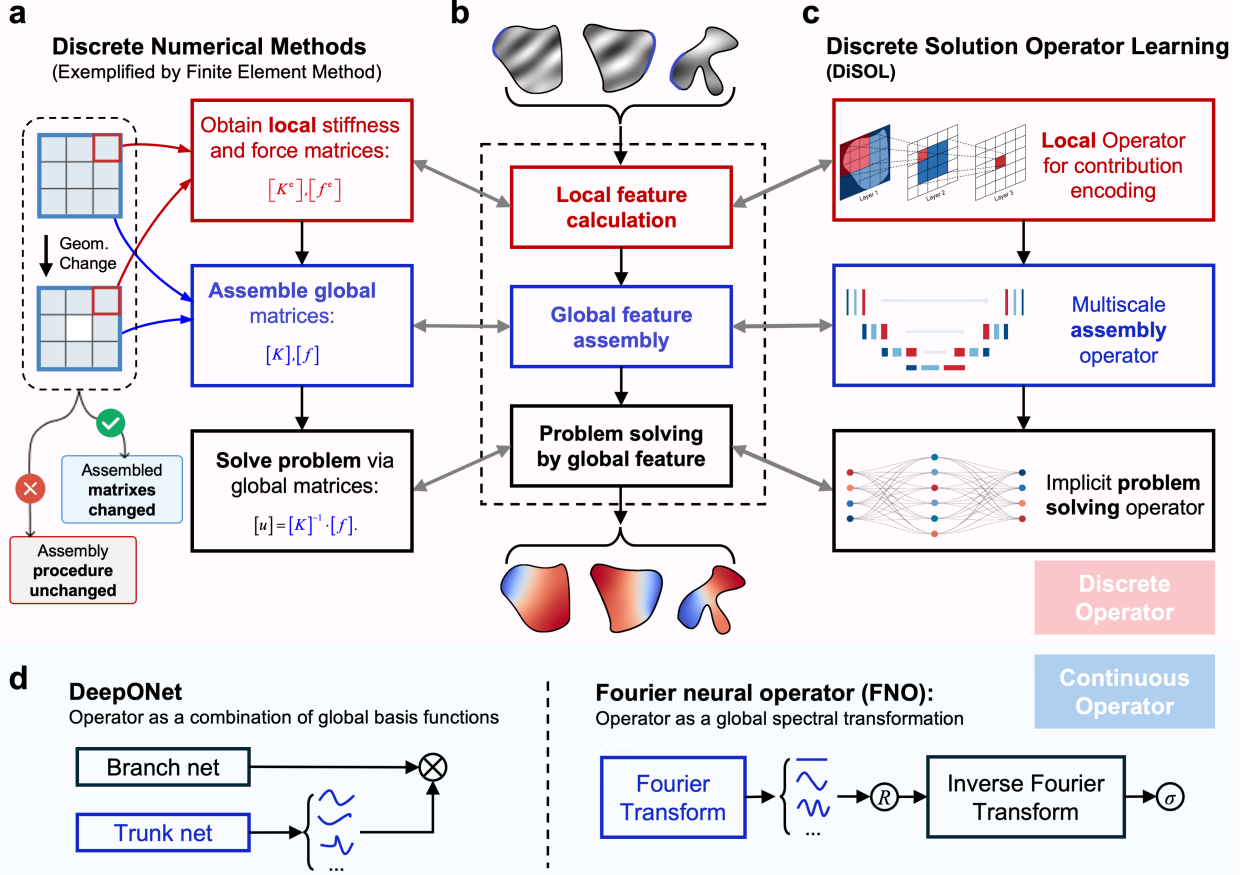 a
Discrete Numerical Methods
(Exemplified by Finite Element Method)
Geom.
Change
Obtain local stiffness
and force matrices:
[Kᵉ],[fᵉ]
Assemble global
matrices:
[K],[f]
Solve problem via
global matrices:
[u]=[K]⁻¹·[f].
Assembled
matrixes
changed
Assembly
procedure
unchanged
b
Local feature
calculation
Global feature
assembly
Problem solving
by global feature
c
Discrete Solution Operator Learning
(DiSOL)
Layer 1
Layer 2
Layer 3
Local Operator
for contribution
encoding
Multiscale
assembly
operator
Implicit problem
solving operator
Discrete
Operator
Continuous
Operator
d
DeepONet
Operator as a combination of global basis functions
Branch net
Trunk net
...
Fourier neural operator (FNO):
Operator as a global spectral transformation
Fourier
Transform
...
R
Inverse Fourier
Transform
σ